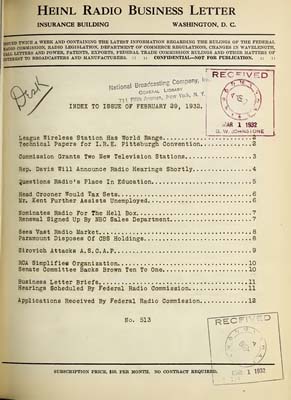 HEINL RADIO BUSINESS LETTER
INSURANCE BUILDING WASHINGTON, D. C.
ISSUED TWICE A WEEK AND CONTAINING THE LATEST INFORMATION REGARDING THE RULINGS OF THE FEDERAL
RADIO COMMISSION, RADIO LEGISLATION, DEPARTMENT OF COMMERCE REGULATIONS, CHANGES IN WAVELENGTH,
CALL LETTERS AND POWER, PATENTS, EXPORTS, FEDERAL TRADE COMMISSION RULINGS AND OTHER MATTERS OF
INTEREST TO BROADCASTERS AND MANUFACTURERS. :: :: CONFIDENTIAL—NOT FOR PUBLICATION. :: ::
National Broadcasting Company, Inc.
GENERAL LIBRARY
711 Fifth Avenue, New York, N. Y.
RECEIVED
MAR 1 1932
G. W. JOHNSTONE
INDEX TO ISSUE OF FEBRUARY 29, 1932.
League Wireless Station Has World Range....2
Technical Papers for I.R.E. Pittsburgh Convention....3
Commission Grants Two New Television Stations....3
Rep. Davis Will Announce Radio Hearings Shortly....4
Questions Radio's Place In Education....5
Head Crooner Would Tax Sets....6
Mr. Kent Further Assists Unemployed....6
Nominates Radio For The Hell Box....7
Renewal Signed Up By NBC Sales Department....7
Sees Vast Radio Market....8
Paramount Disposes Of CBS Holdings....8
Sirovich Attacks A.S.C.A.P....9
RCA Simplifies Organization....10
Senate Committee Backs Brown Ten To One....10
Business Letter Briefs....11
Hearings Scheduled By Federal Radio Commission....11
Applications Received By Federal Radio Commission....12
No. 513
RECEIVED
1 1932
SUBSCRIPTION PRICE, $10. PER MONTH. NO CONTRACT REQUIRED.